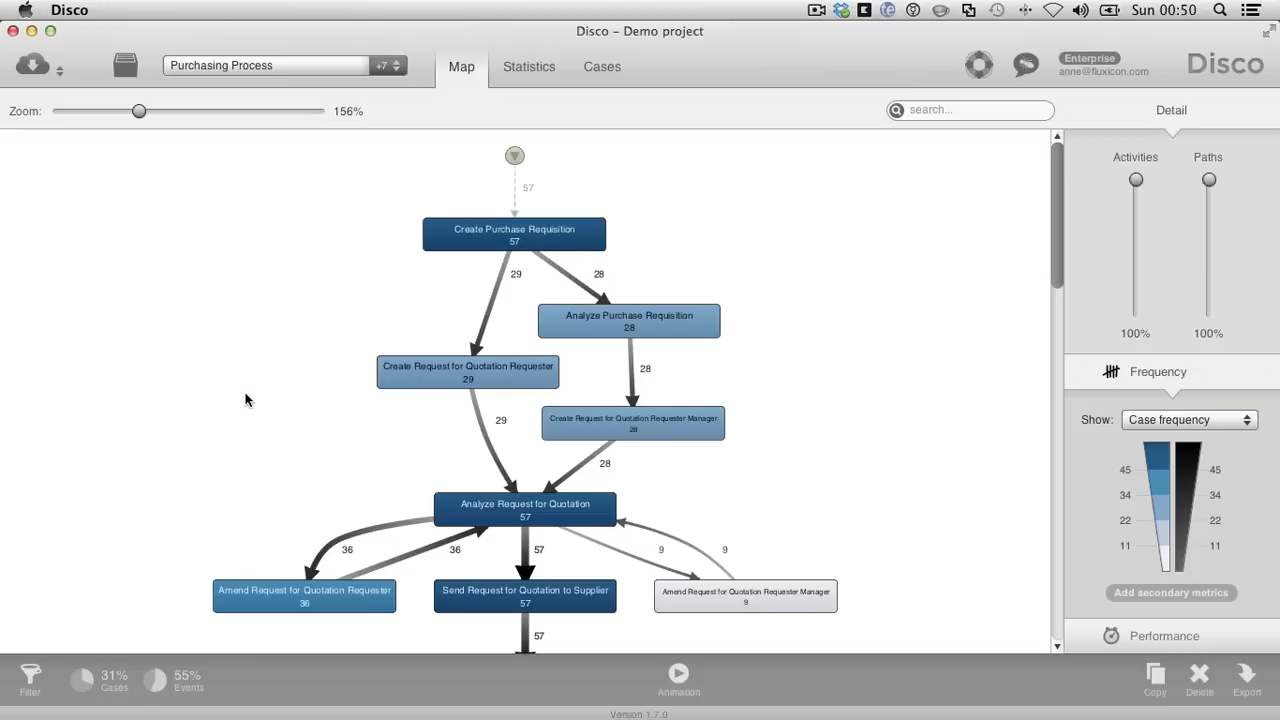 Disco
Sun 00:50
Disco – Demo project
Purchasing Process
+7
Map
Statistics
Cases
Enterprise
anne@fluxicon.com
Disco
Zoom:
156%
search...
Detail
57
Create Purchase Requisition
57
29
28
Analyze Purchase Requisition
28
Create Request for Quotation Requester
29
28
Create Request for Quotation Requester Manager
28
29
28
Analyze Request for Quotation
57
36
36
57
9
9
Amend Request for Quotation Requester
36
Send Request for Quotation to Supplier
57
Amend Request for Quotation Requester Manager
9
57
Activities
Paths
100%
100%
Frequency
Show:
Case frequency
45
45
34
34
22
22
11
11
Add secondary metrics
Performance
Filter
31%
Cases
55%
Events
Animation
Copy
Delete
Export
Version 1.7.0